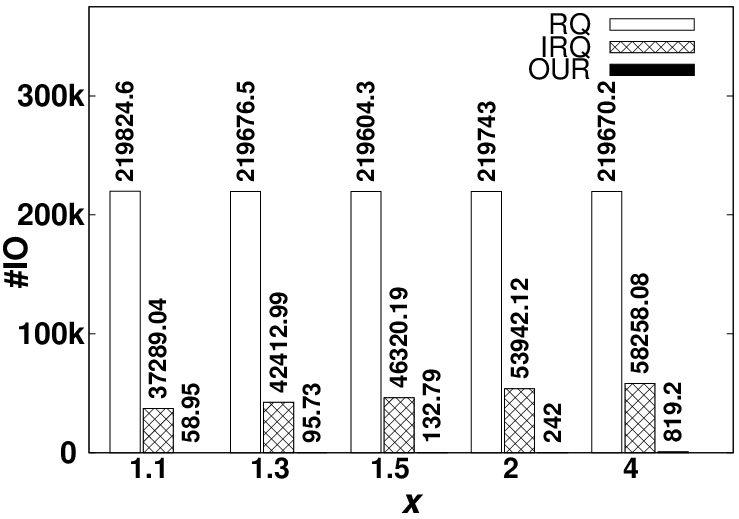 RQ
IRQ
OUR
300k
200k
100k
0
#IO
219824.6
37289.04
58.95
219676.5
42412.99
95.73
219604.3
46320.19
132.79
219743
53942.12
242
219670.2
58258.08
819.2
1.1
1.3
1.5
2
4
x